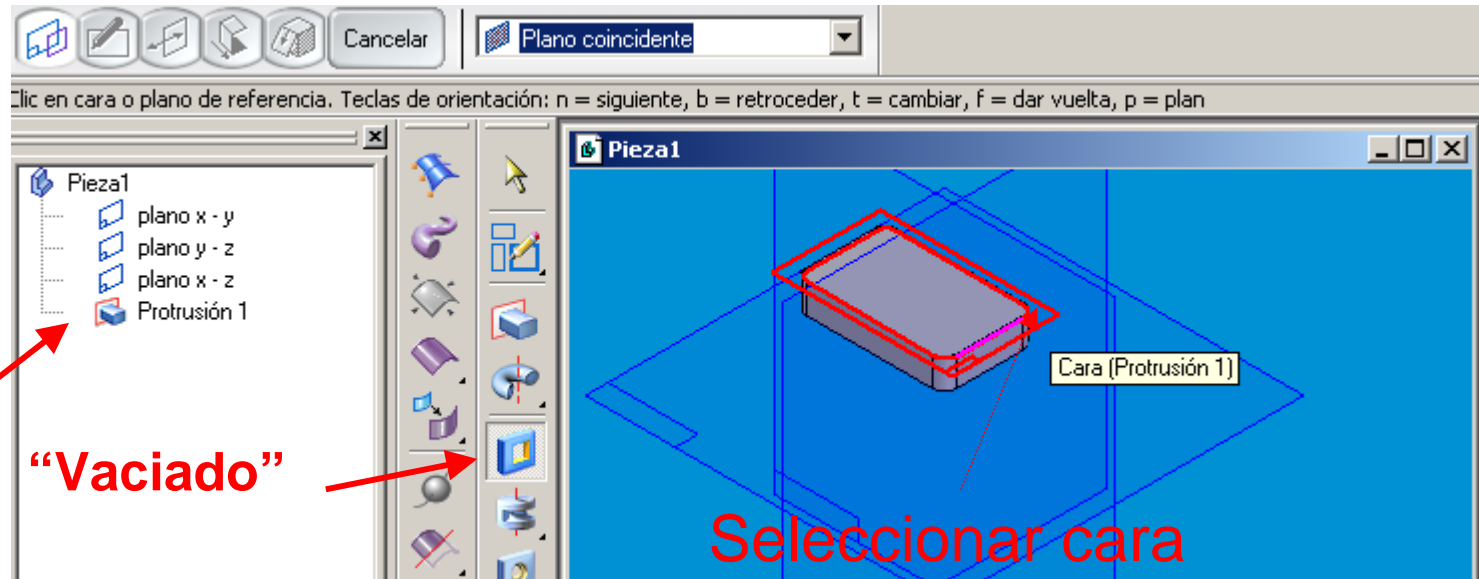 Cancelar
Plano coincidente
Clic en cara o plano de referencia. Teclas de orientación: n = siguiente, b = retroceder, t = cambiar, f = dar vuelta, p = plan
Pieza1
plano x - y
plano y - z
plano x - z
Protrusión 1
“Vaciado”
Pieza1
Cara (Protrusión 1)
Seleccionar cara